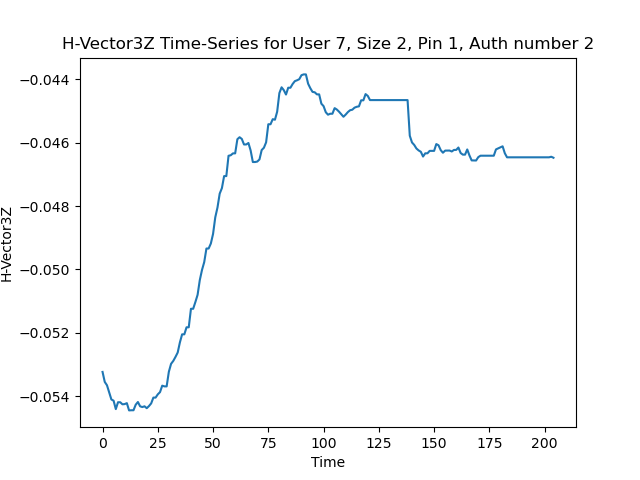 H-Vector3Z Time-Series for User 7, Size 2, Pin 1, Auth number 2
H-Vector3Z
−0.044
−0.046
−0.048
−0.050
−0.052
−0.054
0 25 50 75 100 125 150 175 200
Time